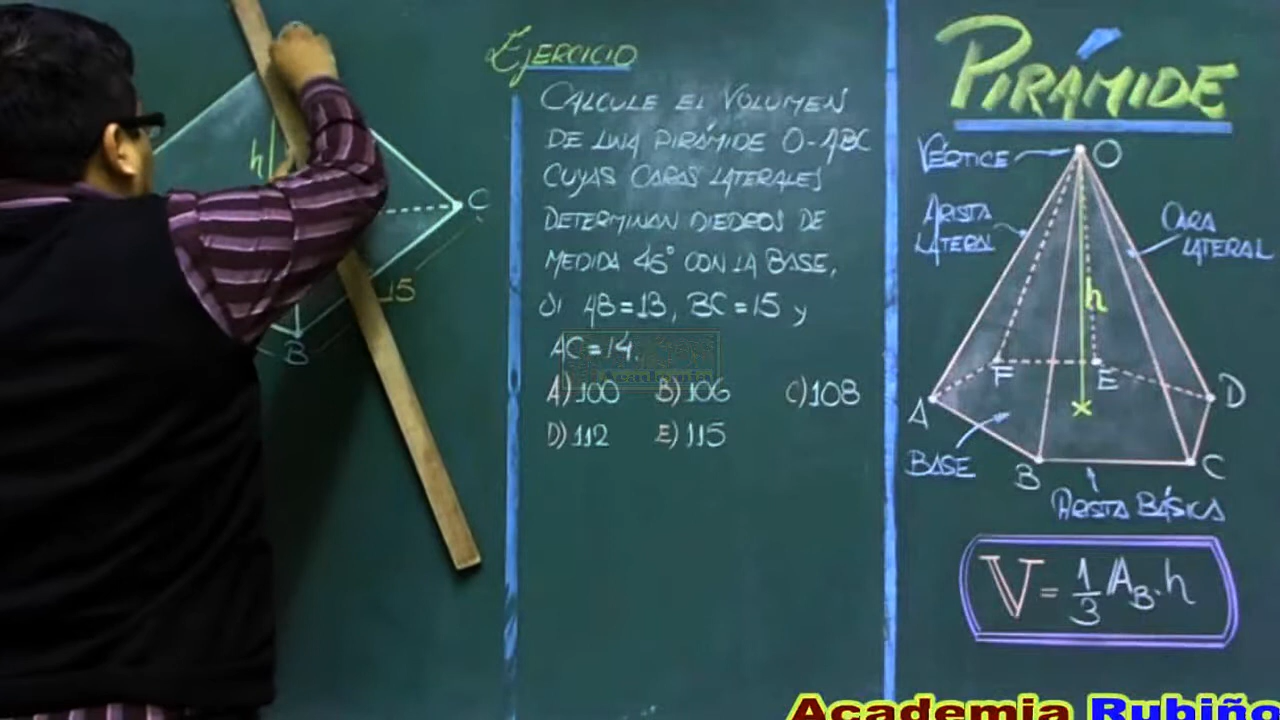 h
C
15
B
EJERCICIO
CALCULE EL VOLUMEN
DE UNA PIRÁMIDE O-ABC
CUYAS CARAS LATERALES
DETERMINAN DIEDROS DE
MEDIDA 45° CON LA BASE,
SI AB=13, BC=15 y
AC=14.
A) 100 B) 106 C) 108
D) 112 E) 115
PIRÁMIDE
VÉRTICE
O
ARISTA
LATERAL
CARA
LATERAL
h
F
E
A
D
BASE
B
C
ARISTA BÁSICA
V = 1/3 A_B . h
Academia Rubiño